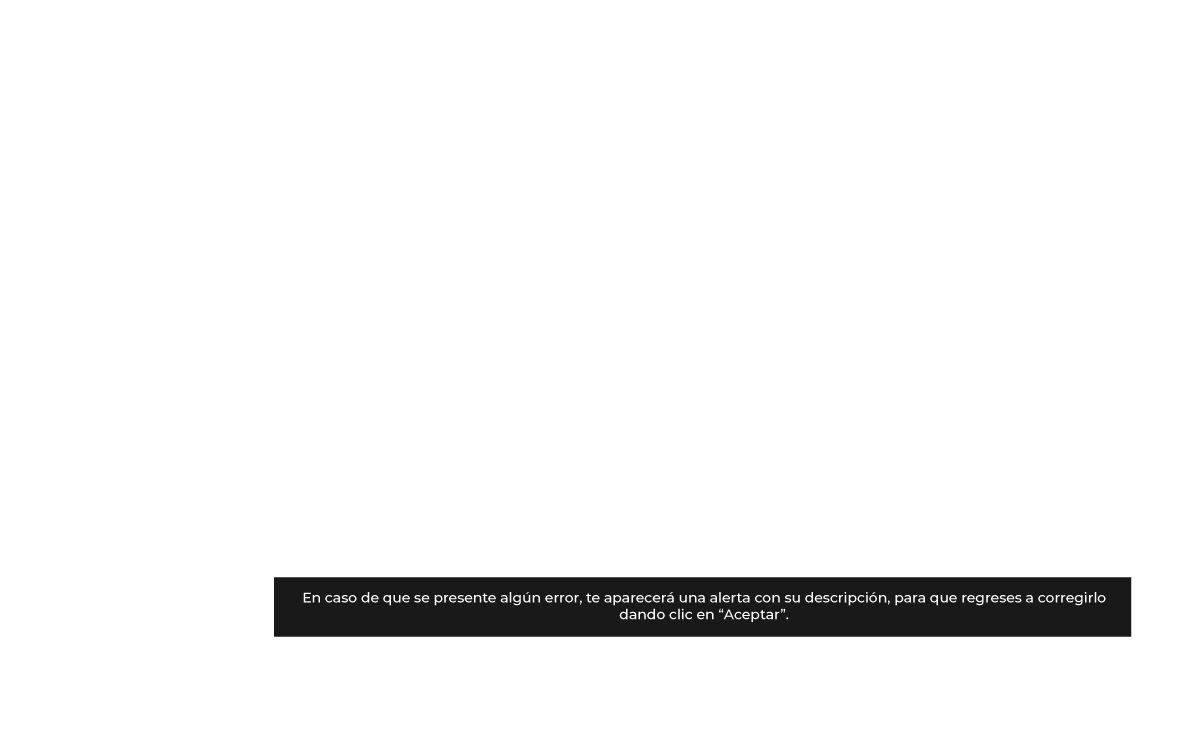 En caso de que se presente algún error, te aparecerá una alerta con su descripción, para que regreses a corregirlo
dando clic en “Aceptar”.